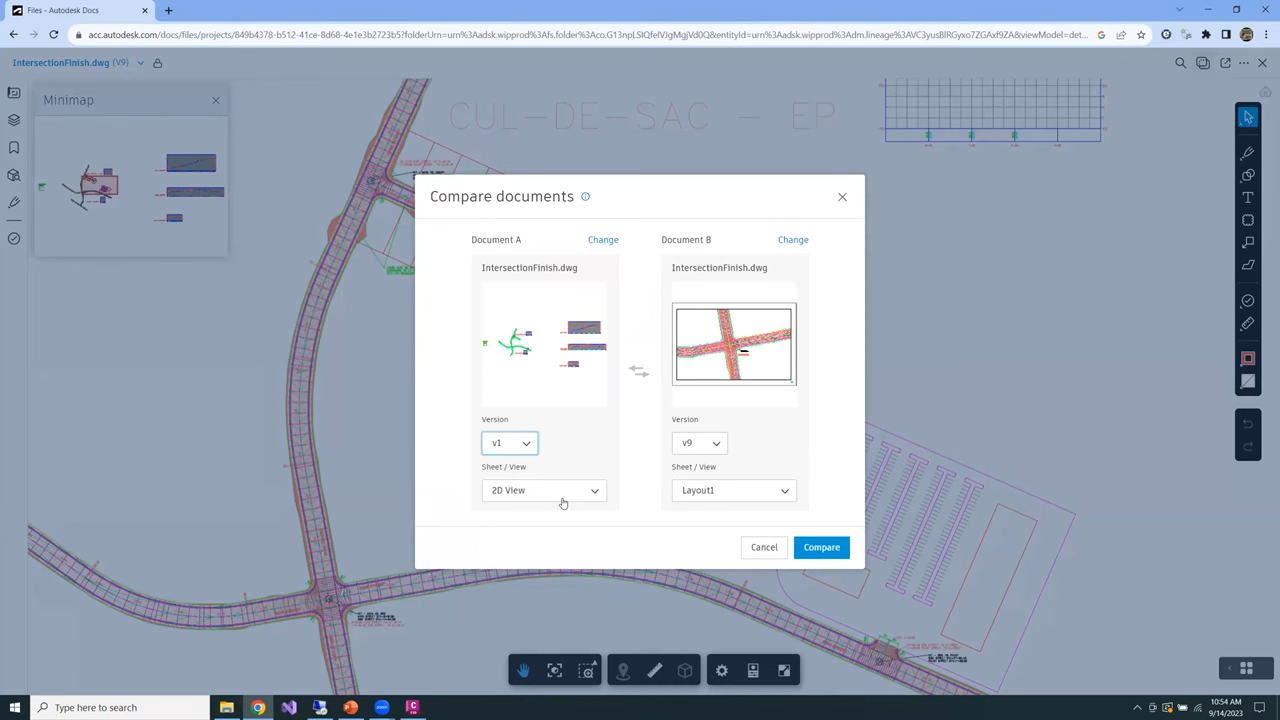 Files - Autodesk Docs
acc.autodesk.com/docs/files/projects/849b4378-b512-41ce-8d68-4e1e3b2723b5?folderUrn=urn%3Aadsk.wipprod%3Afs.folder%3Aco.G13npLSIQfeIVJgMgjVd0Q&entityId=urn%3Aadsk.wipprod%3Adm.lineage%3AVC3yusBlRGyxo7ZGAxf9ZA&viewModel=det...
IntersectionFinish.dwg (V9)
Minimap
CUL-DE-SAC - EP
Compare documents
Document A
Change
Document B
Change
IntersectionFinish.dwg
IntersectionFinish.dwg
Version
Version
v1
v9
Sheet / View
Sheet / View
2D View
Layout1
Cancel
Compare
Type here to search
10:54 AM
9/14/2023